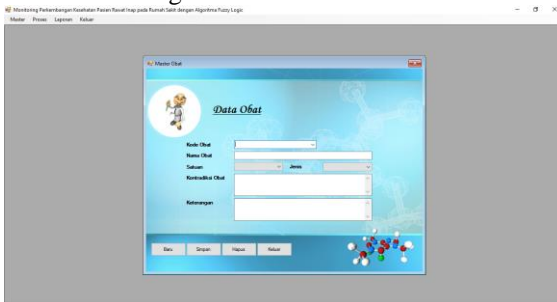 Monitoring Perkembangan Kesehatan Pasien Rawat Inap pada Rumah Sakit dengan Algoritma Fuzzy Logic
Master Proses Laporan Keluar
Master Obat
Data Obat
Kode Obat
Nama Obat
Satuan Jenis
Kontradiksi Obat
Keterangan
Baru Simpan Hapus Keluar